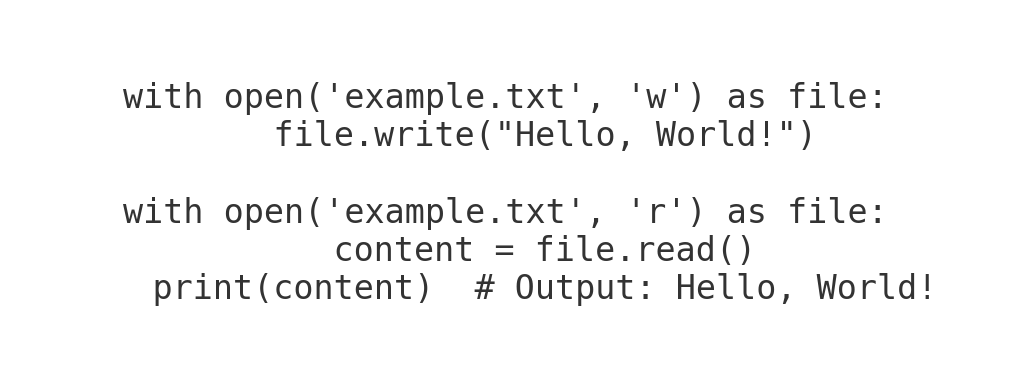 with open('example.txt', 'w') as file:
    file.write("Hello, World!")
with open('example.txt', 'r') as file:
    content = file.read()
    print(content)  # Output: Hello, World!